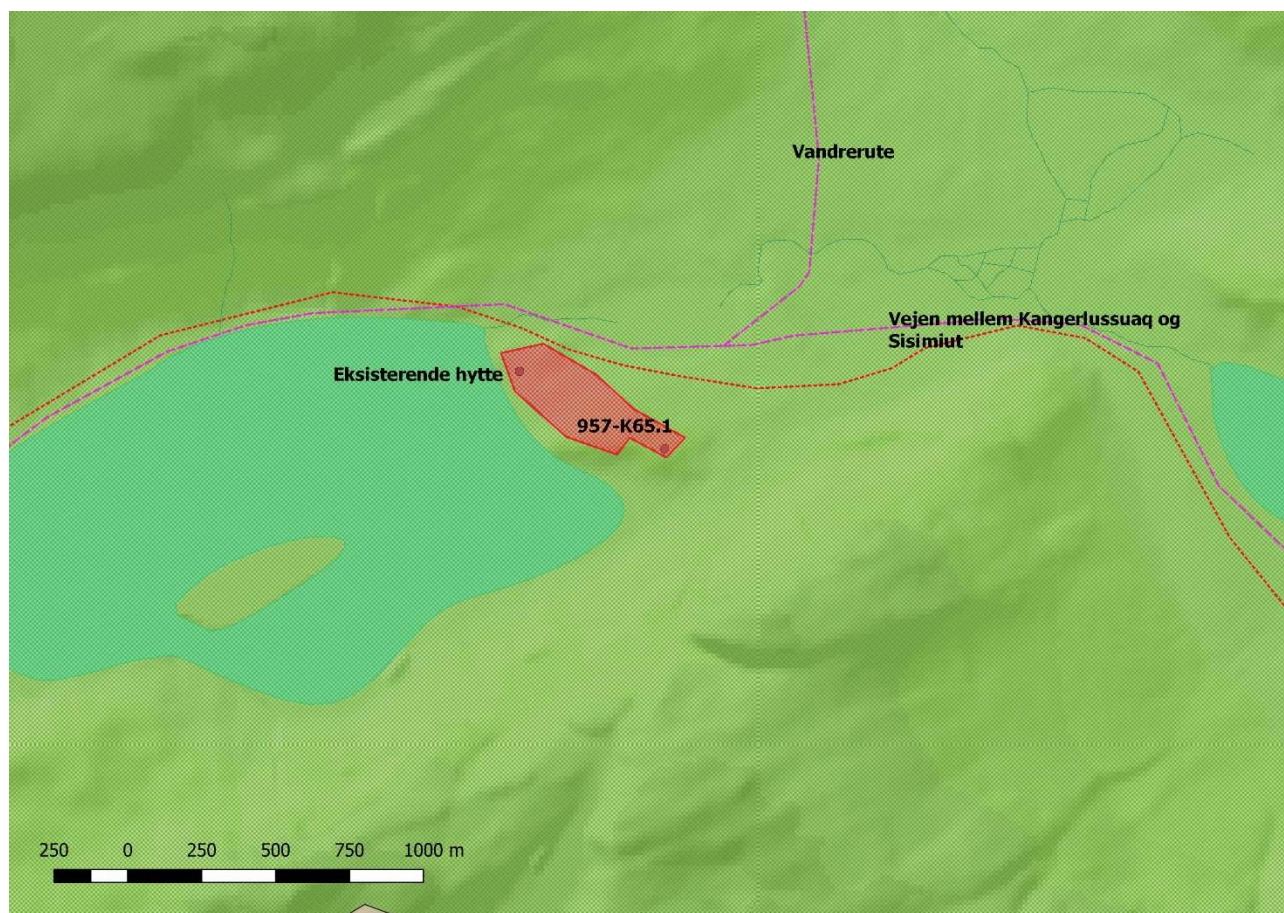 Vandrerute
Vejen mellem Kangerlussuaq og
Sisimiut
Eksisterende hytte
957-K65.1
250 0 250 500 750 1000 m